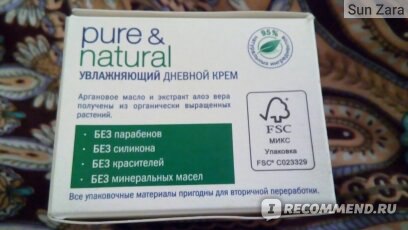 Sun Zara
pure &
natural
95%
УВЛАЖНЯЮЩИЙ ДНЕВНОЙ КРЕМ
Аргановое масло и экстракт алоэ вера
получены из органически выращенных
растений.
• БЕЗ парабенов
• БЕЗ силикона
• БЕЗ красителей
• БЕЗ минеральных масел
FSC
МИКС
Упаковка
FSC® C023329
Все упаковочные материалы пригодны для вторичной переработки.
IRECOMMEND.RU